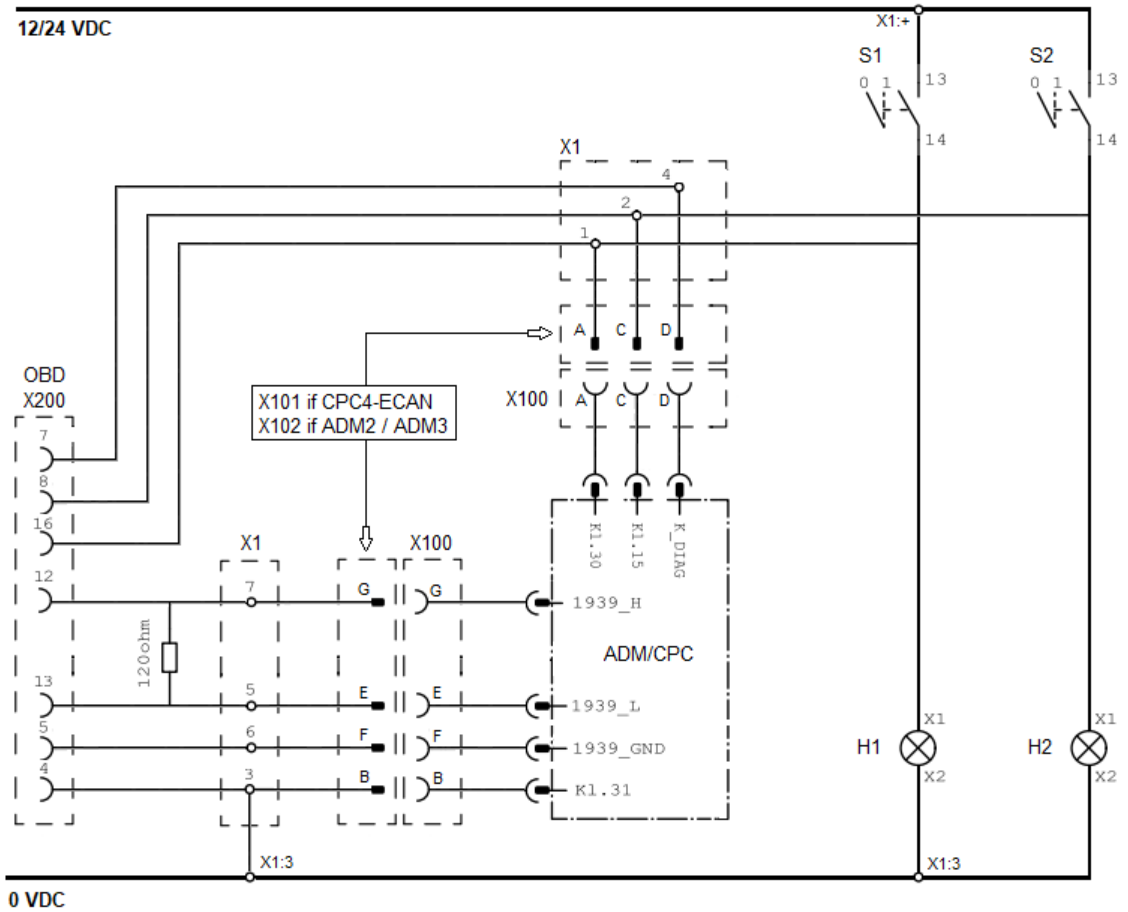 12/24 VDC
X1:+
S1
0 1
13
14
S2
0 1
13
14
X1
4
2
1
A C D
X100
A C D
X101 if CPC4-ECAN
X102 if ADM2 / ADM3
OBD
X200
7
8
16
12
13
5
4
120ohm
X1
7
5
6
3
G
E
F
B
X100
G
E
F
B
K1.30
K1.15
K_DIAG
1939_H
ADM/CPC
1939_L
1939_GND
K1.31
H1
X1
X2
H2
X1
X2
X1:3
X1:3
0 VDC